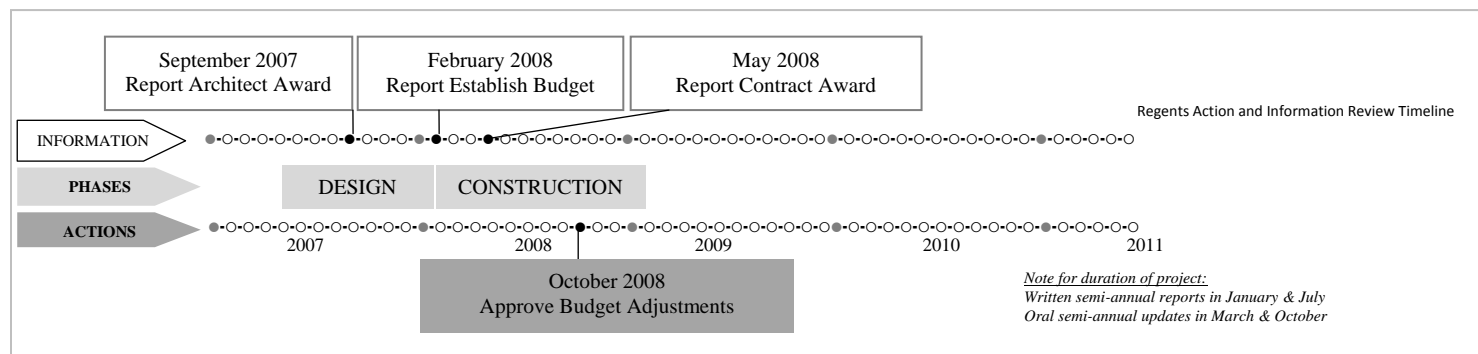 September 2007
Report Architect Award
February 2008
Report Establish Budget
May 2008
Report Contract Award
Regents Action and Information Review Timeline
INFORMATION
PHASES
DESIGN
CONSTRUCTION
ACTIONS
2007
2008
2009
2010
2011
October 2008
Approve Budget Adjustments
Note for duration of project:
Written semi-annual reports in January & July
Oral semi-annual updates in March & October